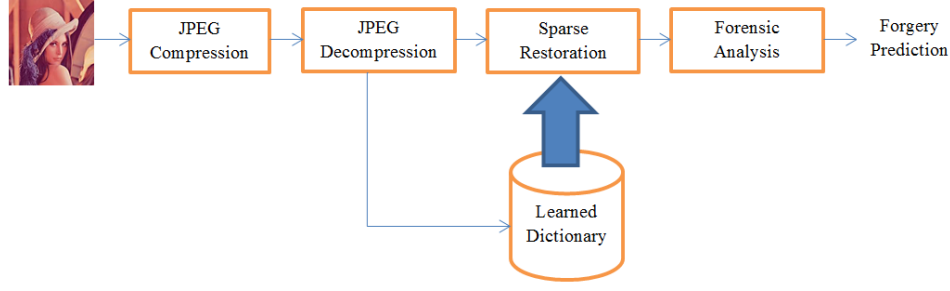 JPEG
Compression
JPEG
Decompression
Sparse
Restoration
Forensic
Analysis
Forgery
Prediction
Learned
Dictionary